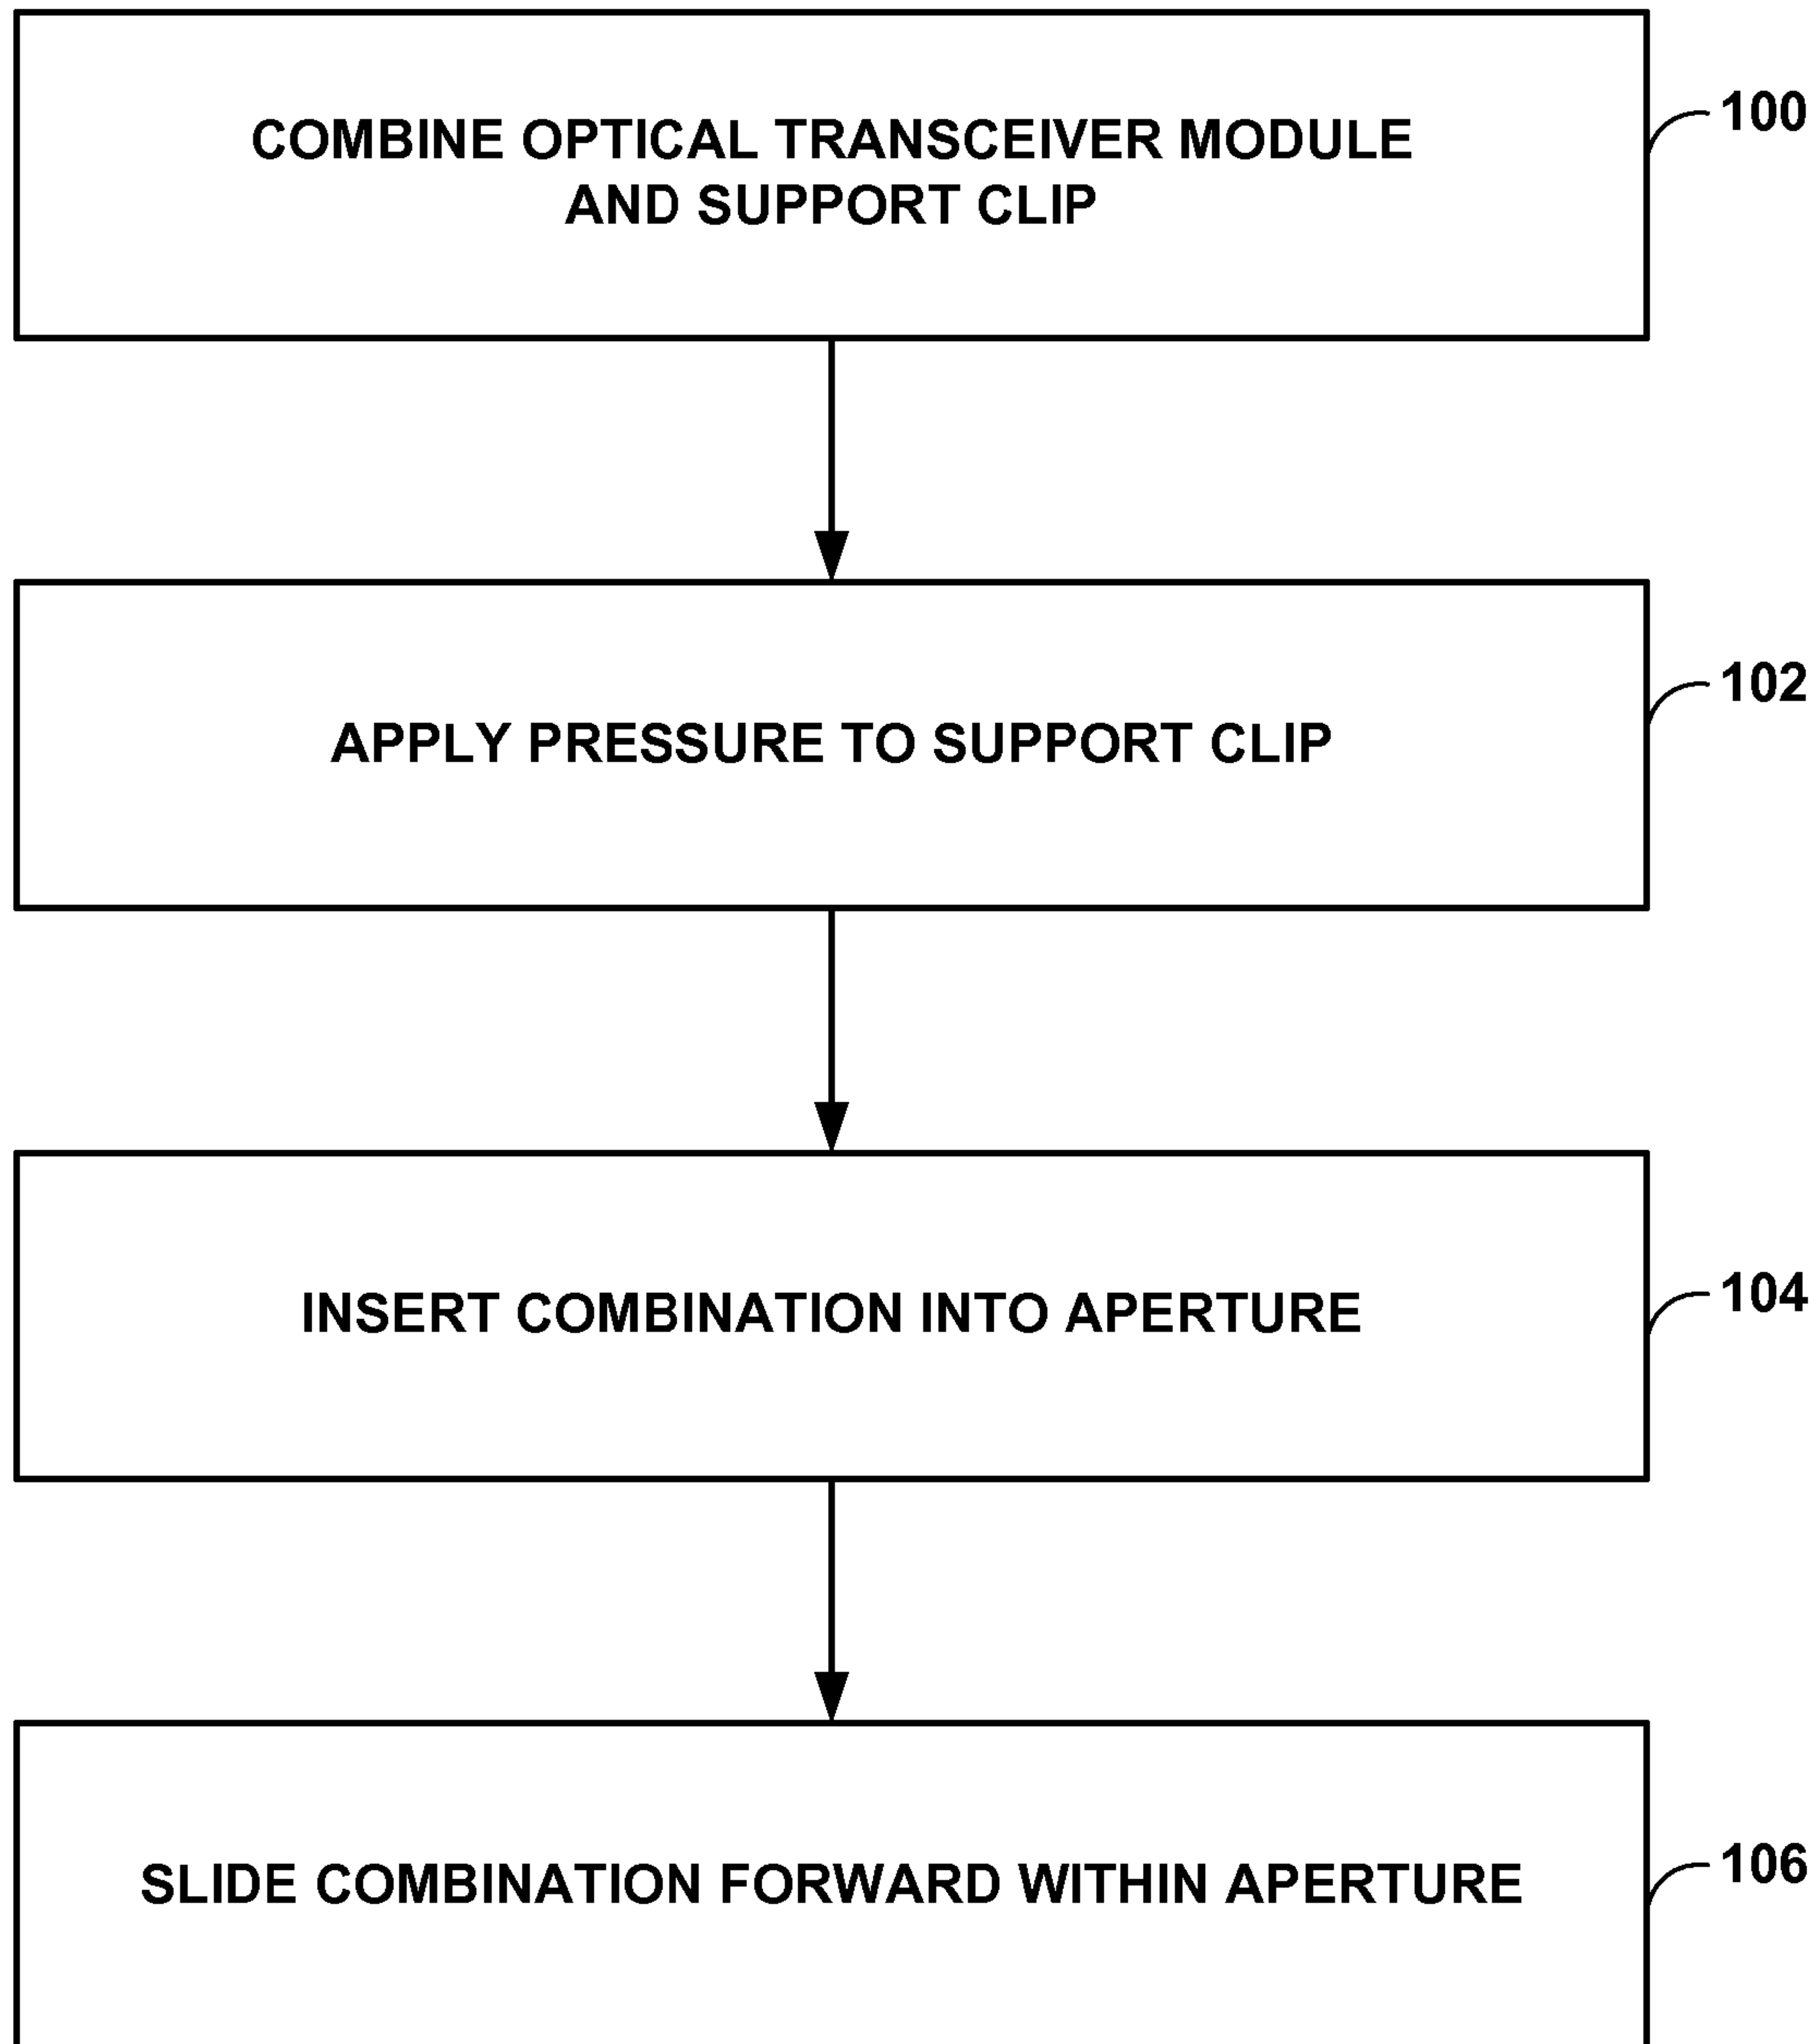 COMBINE OPTICAL TRANSCEIVER MODULE
AND SUPPORT CLIP
100
APPLY PRESSURE TO SUPPORT CLIP
102
INSERT COMBINATION INTO APERTURE
104
SLIDE COMBINATION FORWARD WITHIN APERTURE
106